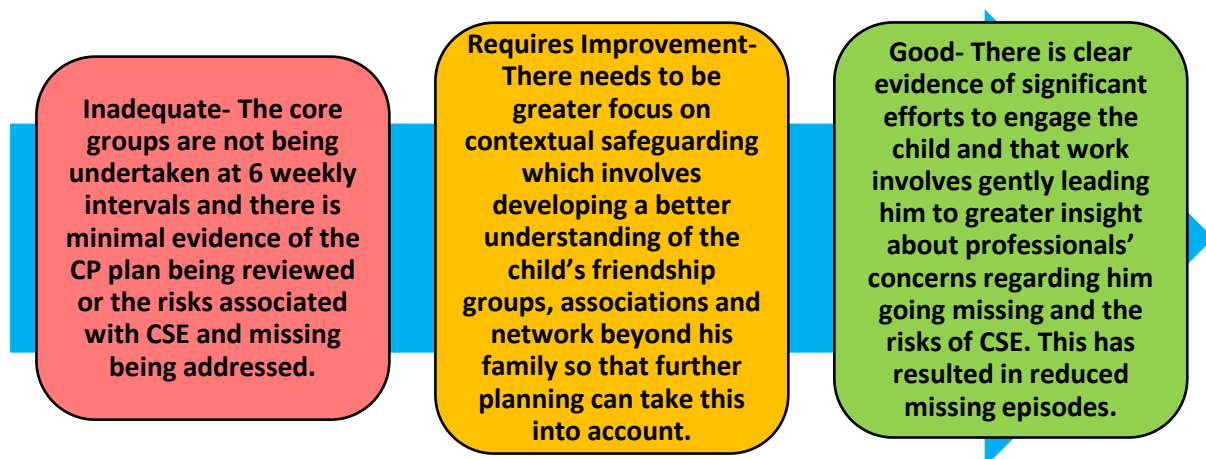 Inadequate- The core
groups are not being
undertaken at 6 weekly
intervals and there is
minimal evidence of the
CP plan being reviewed
or the risks associated
with CSE and missing
being addressed.
Requires Improvement-
There needs to be
greater focus on
contextual safeguarding
which involves
developing a better
understanding of the
child’s friendship
groups, associations and
network beyond his
family so that further
planning can take this
into account.
Good- There is clear
evidence of significant
efforts to engage the
child and that work
involves gently leading
him to greater insight
about professionals’
concerns regarding him
going missing and the
risks of CSE. This has
resulted in reduced
missing episodes.